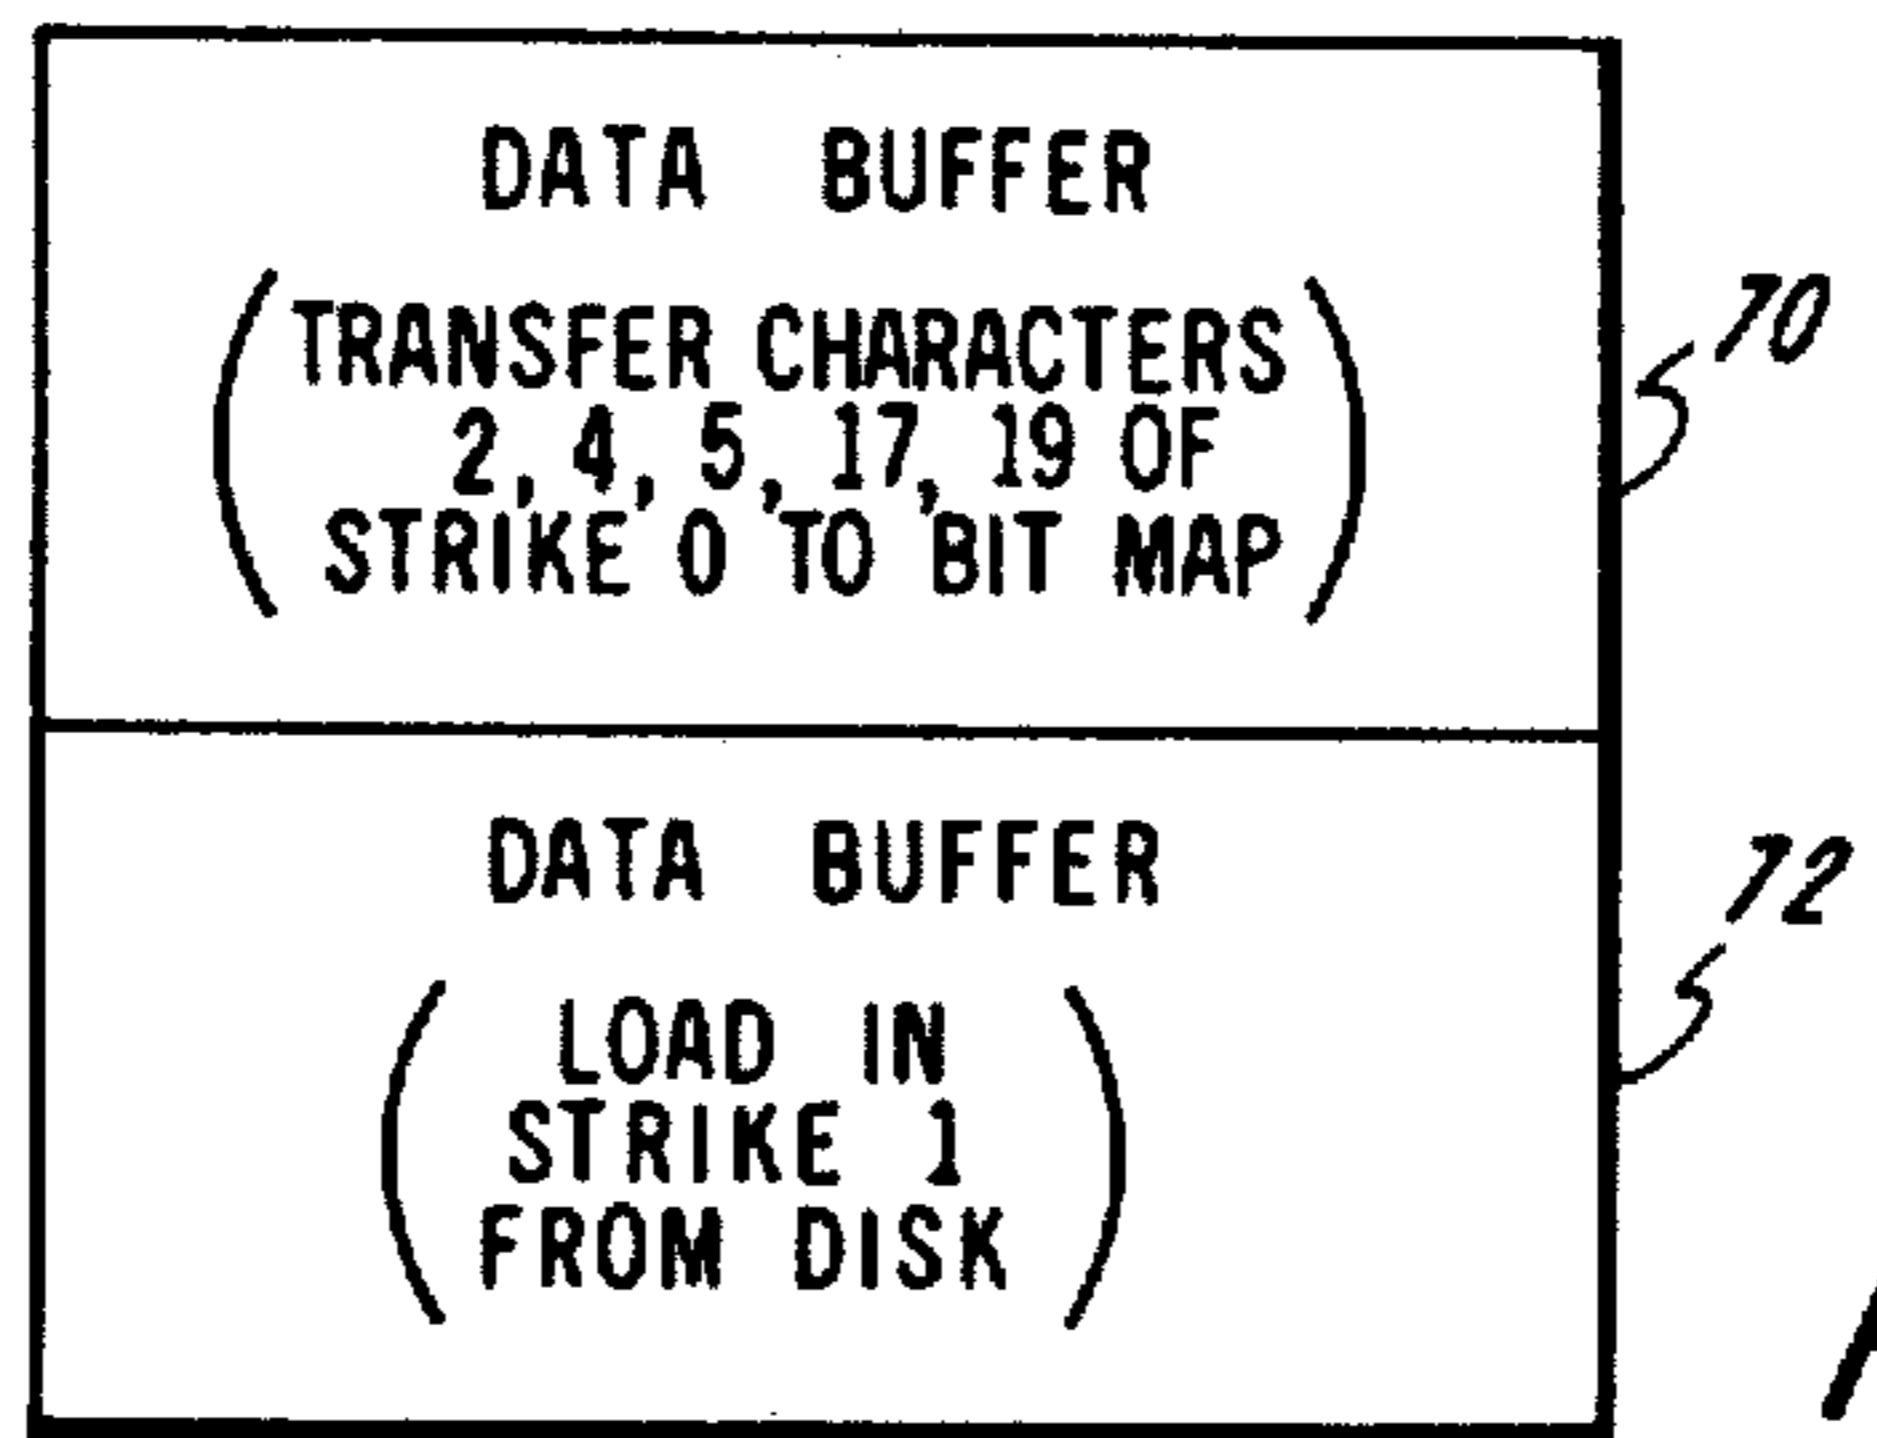 DATA BUFFER
(TRANSFER CHARACTERS
2, 4, 5, 17, 19 OF
STRIKE 0 TO BIT MAP)
70
DATA BUFFER
(LOAD IN
STRIKE 1
FROM DISK)
72